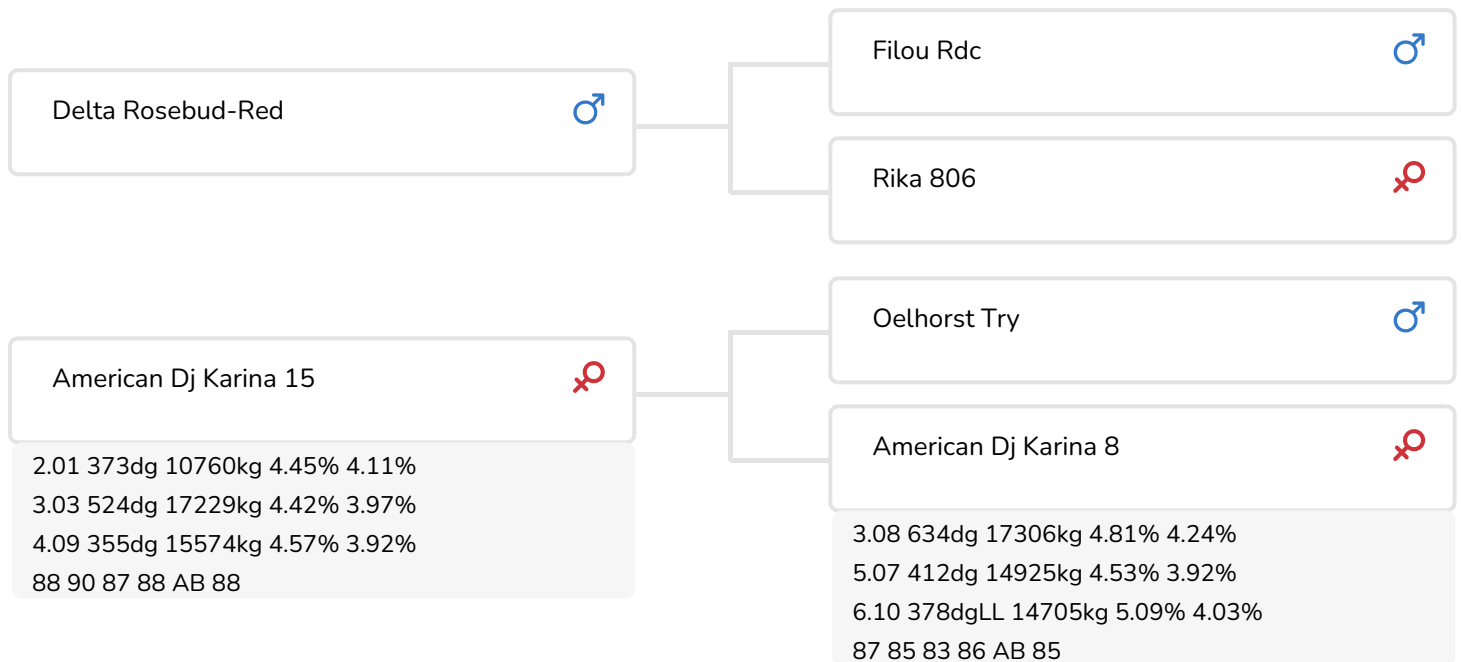 Delta Rosebud-Red
American Dj Karina 15
2.01 373dg 10760kg 4.45% 4.11%
3.03 524dg 17229kg 4.42% 3.97%
4.09 355dg 15574kg 4.57% 3.92%
88 90 87 88 AB 88
Filou Rdc
Rika 806
Oelhorst Try
American Dj Karina 8
3.08 634dg 17306kg 4.81% 4.24%
5.07 412dg 14925kg 4.53% 3.92%
6.10 378dgLL 14705kg 5.09% 4.03%
87 85 83 86 AB 85